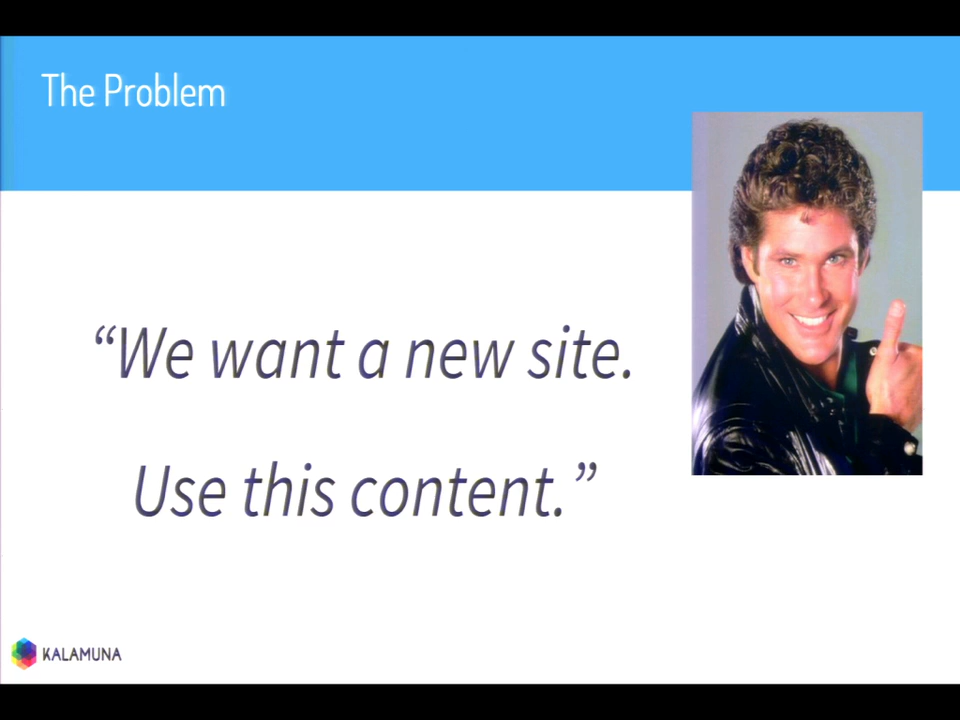 The Problem
“We want a new site.
Use this content.”
KALAMUNA